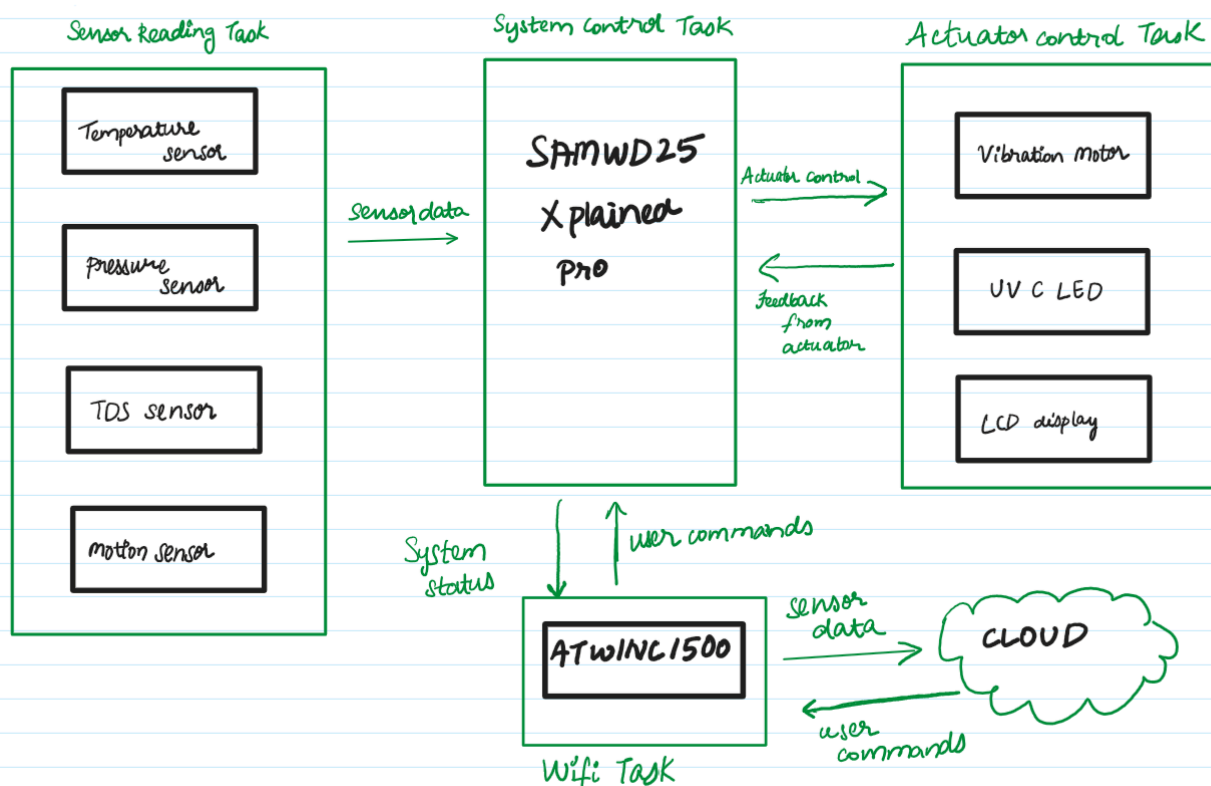 Sensor Reading Task
System Control Task
Actuator control Task
Temperature
sensor
Pressure
sensor
TDS sensor
Motion sensor
Sensor data
SAMWD25
Xplained
Pro
Actuator control
Feedback
from
actuator
Vibration Motor
UV C LED
LCD display
System
status
user commands
ATWINC1500
Wifi Task
sensor
data
CLOUD
user
commands